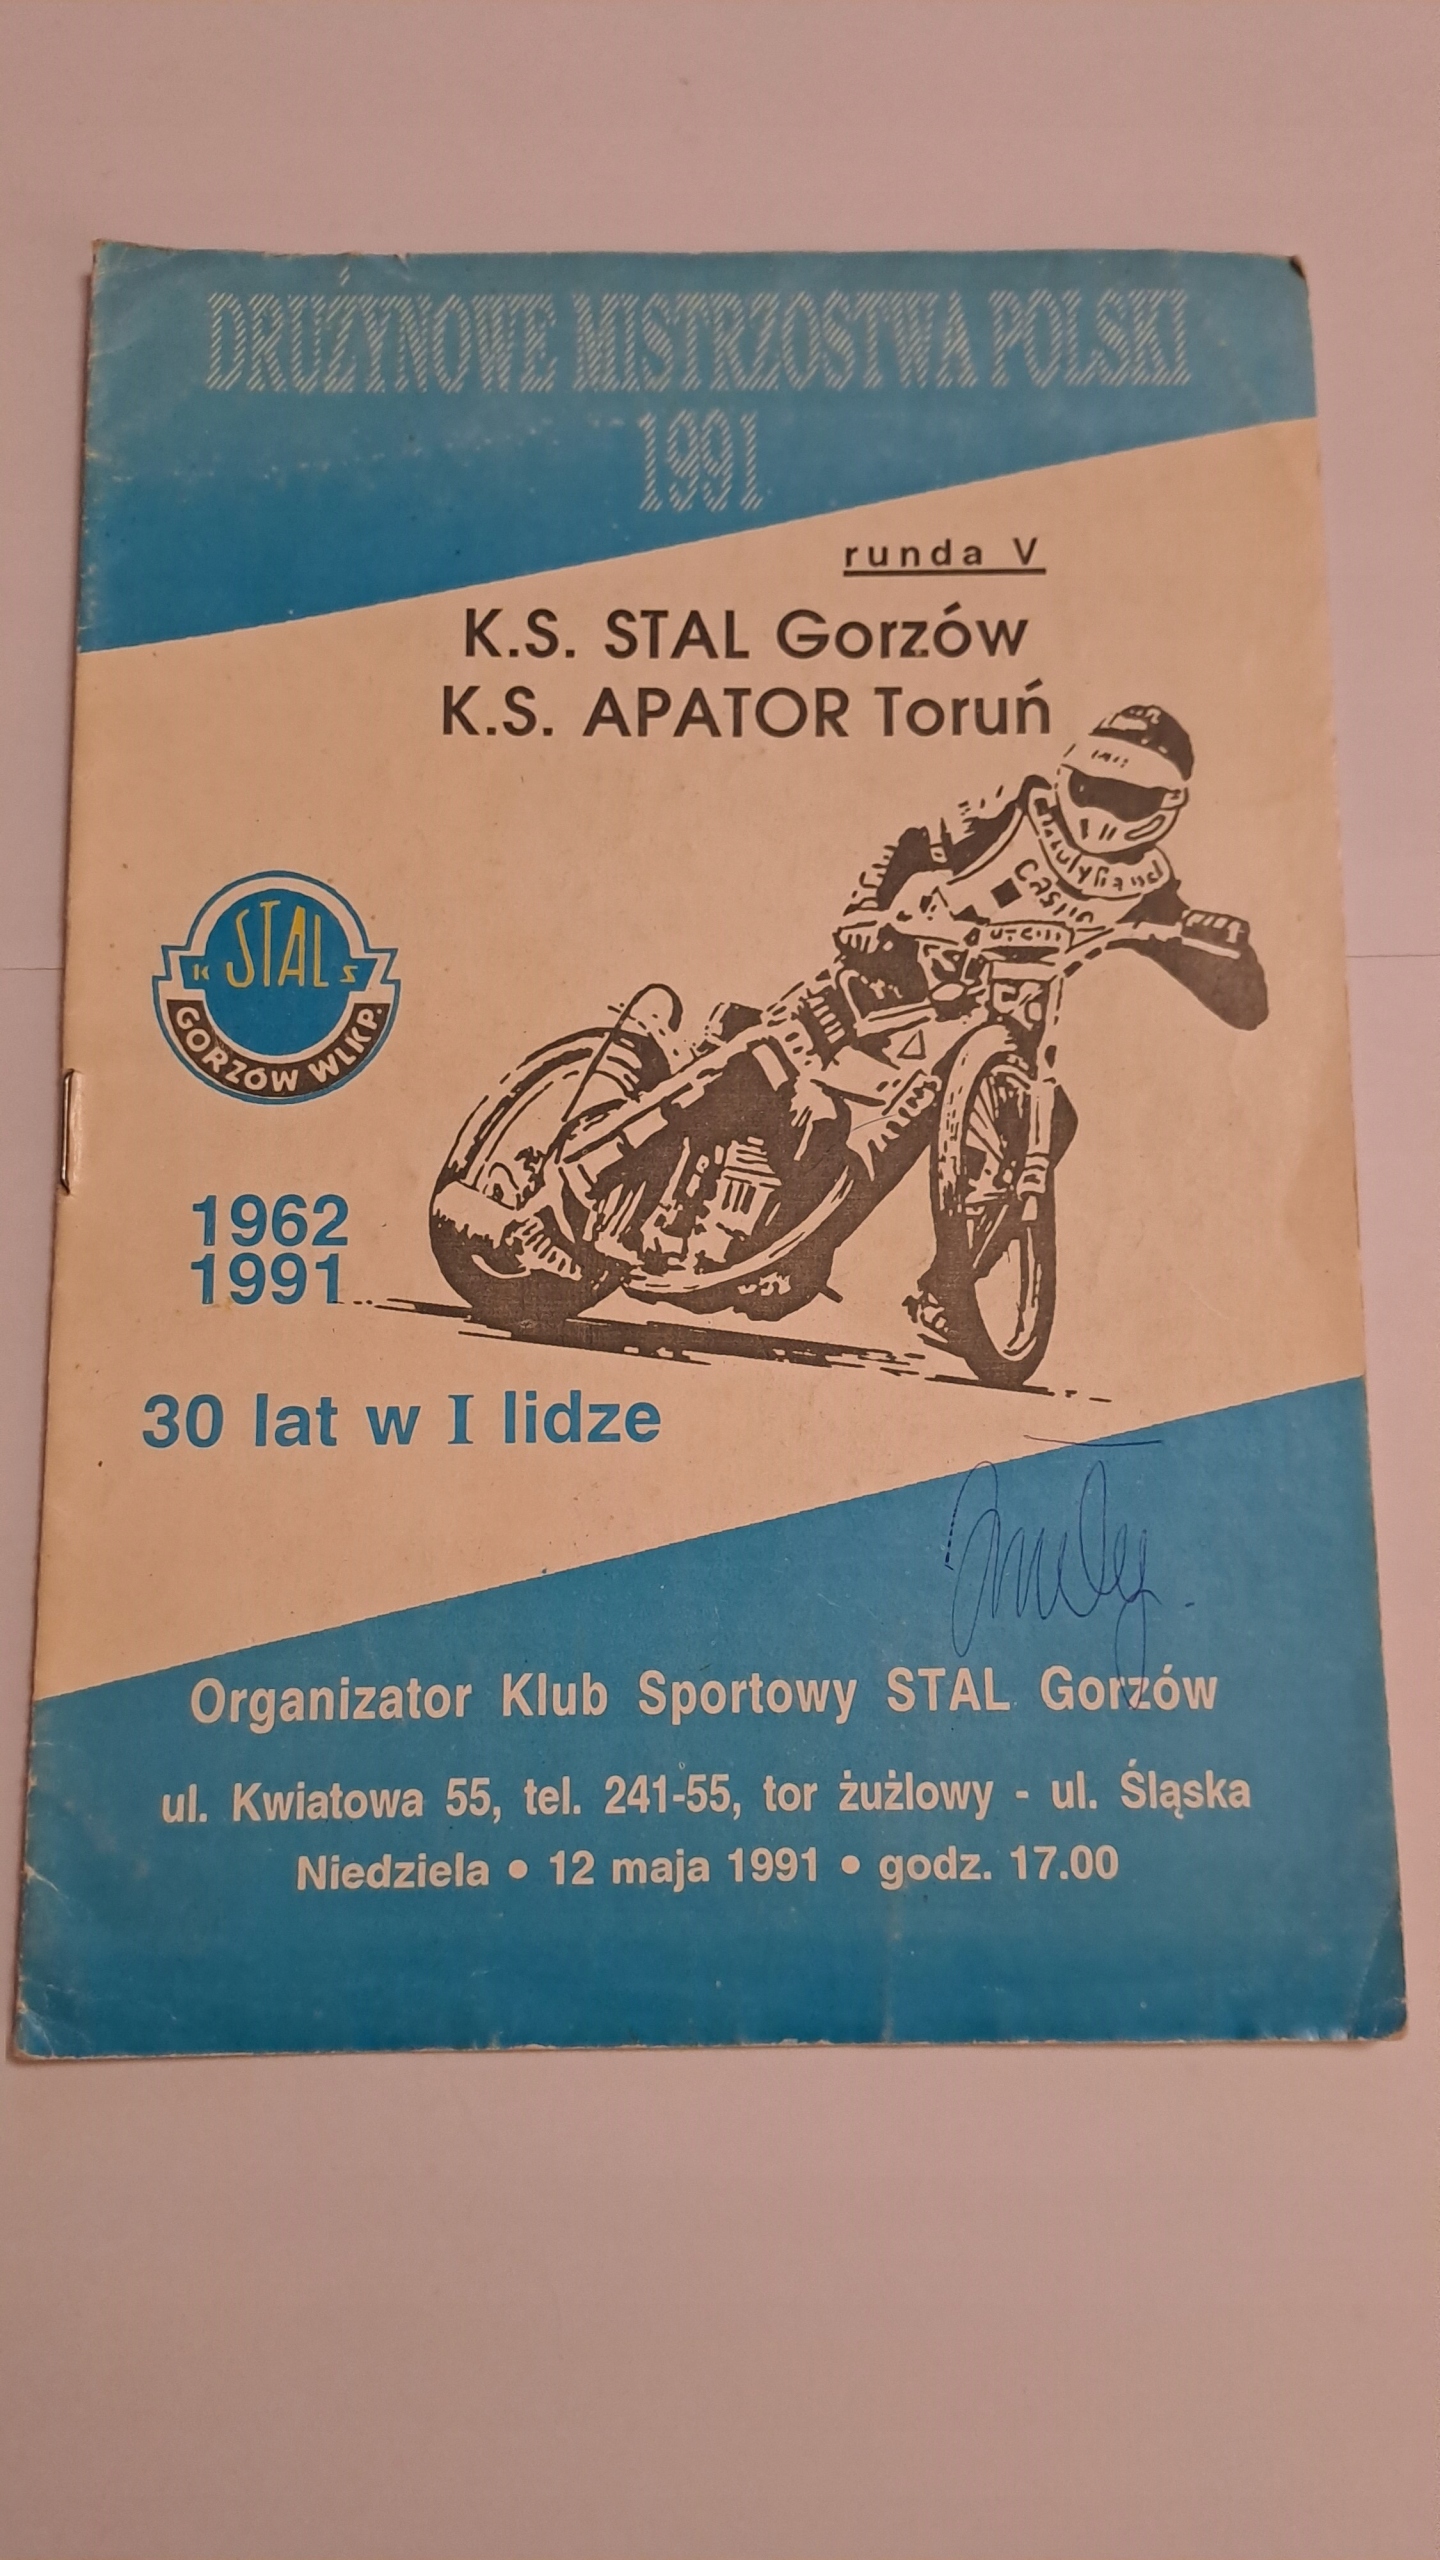 DRUŻYNOWE MISTRZOSTWA POLSKI
1991
runda V
K.S. STAL Gorzów
K.S. APATOR Toruń
K STAL S
GORZÓW WLKP.
1962
1991
30 lat w I lidze
Organizator Klub Sportowy STAL Gorzów
ul. Kwiatowa 55, tel. 241-55, tor żużlowy - ul. Śląska
Niedziela • 12 maja 1991 • godz. 17.00